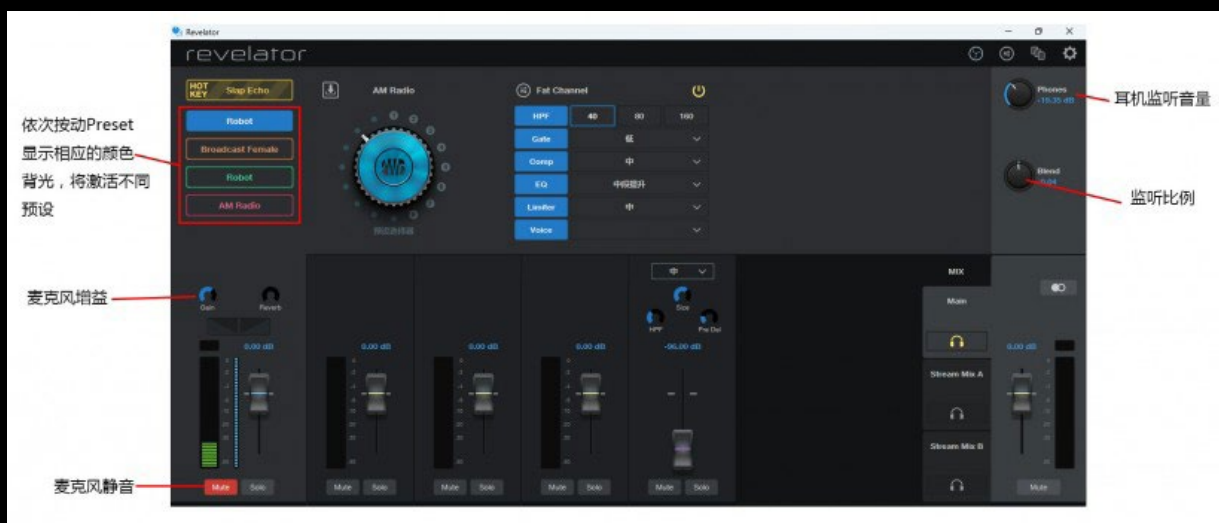 Revelator
revelator
HOT KEY Slap Echo
AM Radio
Fat Channel
Phones
-16.35 dB
耳机监听音量
Robot
HPF 40 80 160
依次按动Preset
显示相应的颜色
背光，将激活不同
预设
Broadcast Female
Gate 低
Robot
Comp 中
Blend
-0.04
监听比例
EQ 中级提升
AM Radio
Limiter 中
Voice
中
MIX
麦克风增益
Gain Reverb
Size
Main
HPF Pre Del
0.00 dB 0.00 dB 0.00 dB 0.00 dB -96.00 dB 0.00 dB
Stream Mix A
Stream Mix B
麦克风静音
Mute Solo Mute Solo Mute Solo Mute Solo Mute Solo Mute